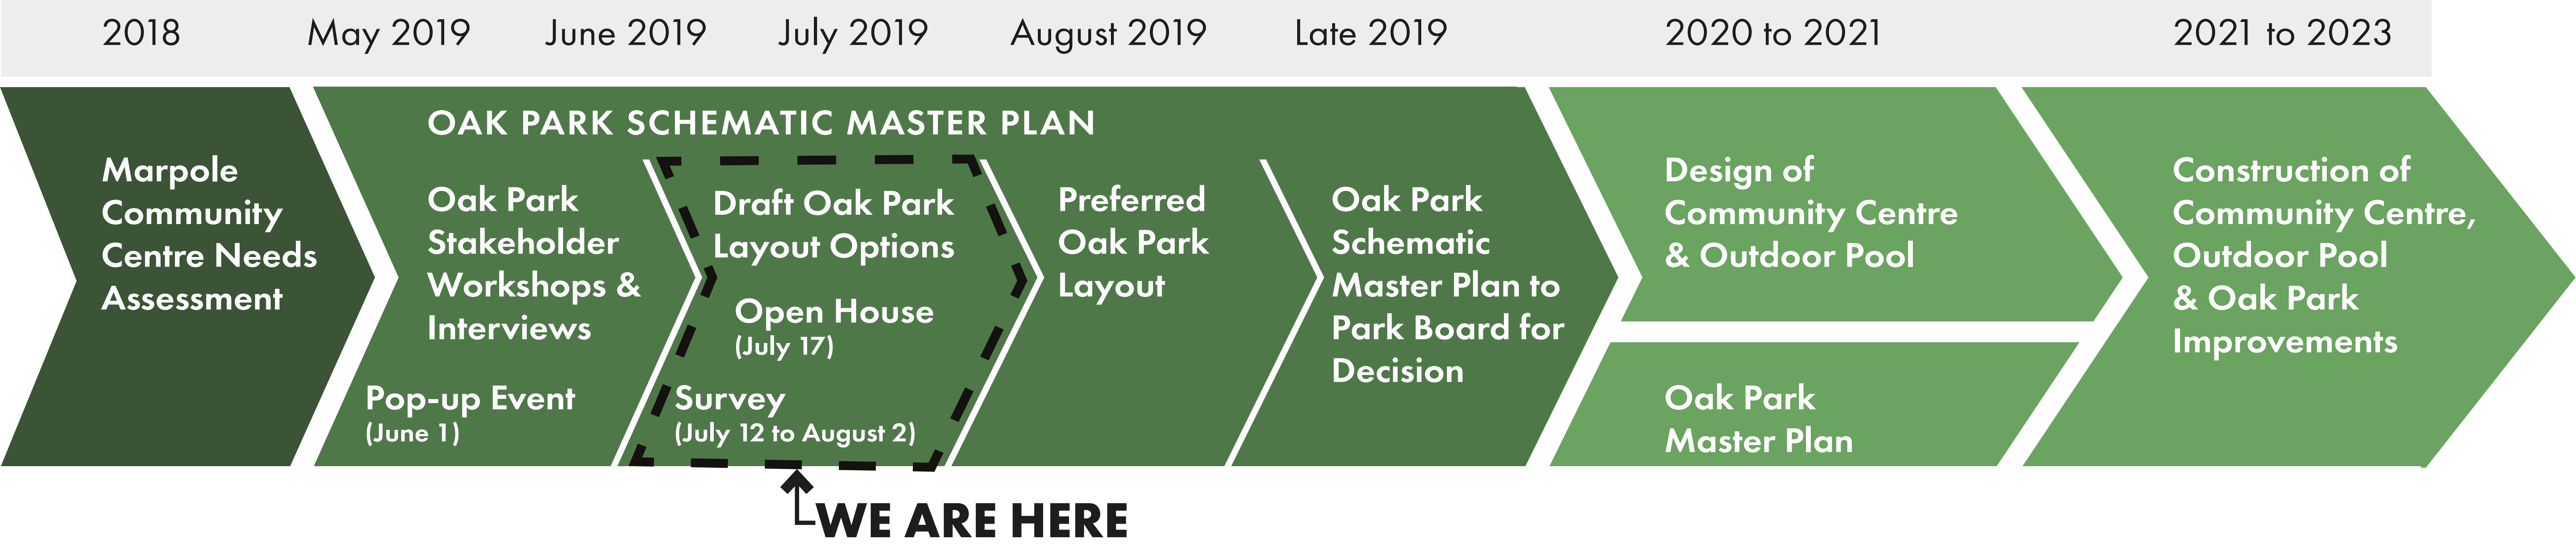 2018
May 2019
June 2019
July 2019
August 2019
Late 2019
2020 to 2021
2021 to 2023
Marpole
Community
Centre Needs
Assessment
OAK PARK SCHEMATIC MASTER PLAN
Oak Park
Stakeholder
Workshops &
Interviews
Pop-up Event
(June 1)
Draft Oak Park
Layout Options
Open House
(July 17)
Survey
(July 12 to August 2)
Preferred
Oak Park
Layout
Oak Park
Schematic
Master Plan to
Park Board for
Decision
Design of
Community Centre
& Outdoor Pool
Oak Park
Master Plan
Construction of
Community Centre,
Outdoor Pool
& Oak Park
Improvements
WE ARE HERE